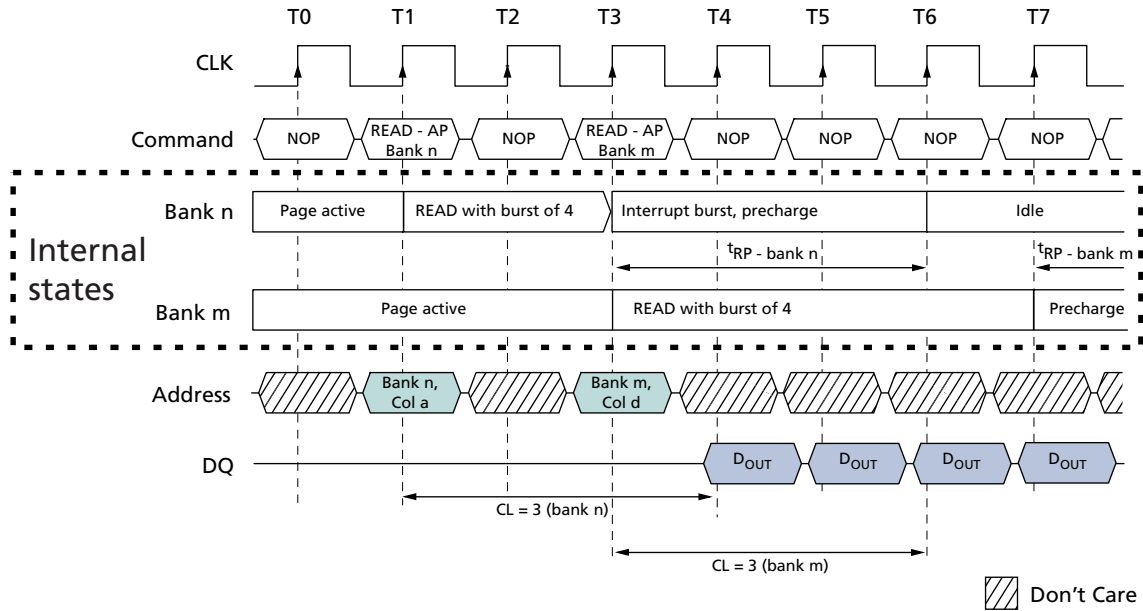 T0 T1 T2 T3 T4 T5 T6 T7
CLK
Command NOP READ - AP Bank n NOP READ - AP Bank m NOP NOP NOP NOP
Bank n Page active READ with burst of 4 Interrupt burst, precharge Idle
Internal states
tRP - bank n tRP - bank m
Bank m Page active READ with burst of 4 Precharge
Address Bank n, Col a Bank m, Col d
DQ DOUT DOUT DOUT DOUT
CL = 3 (bank n)
CL = 3 (bank m)
Don't Care